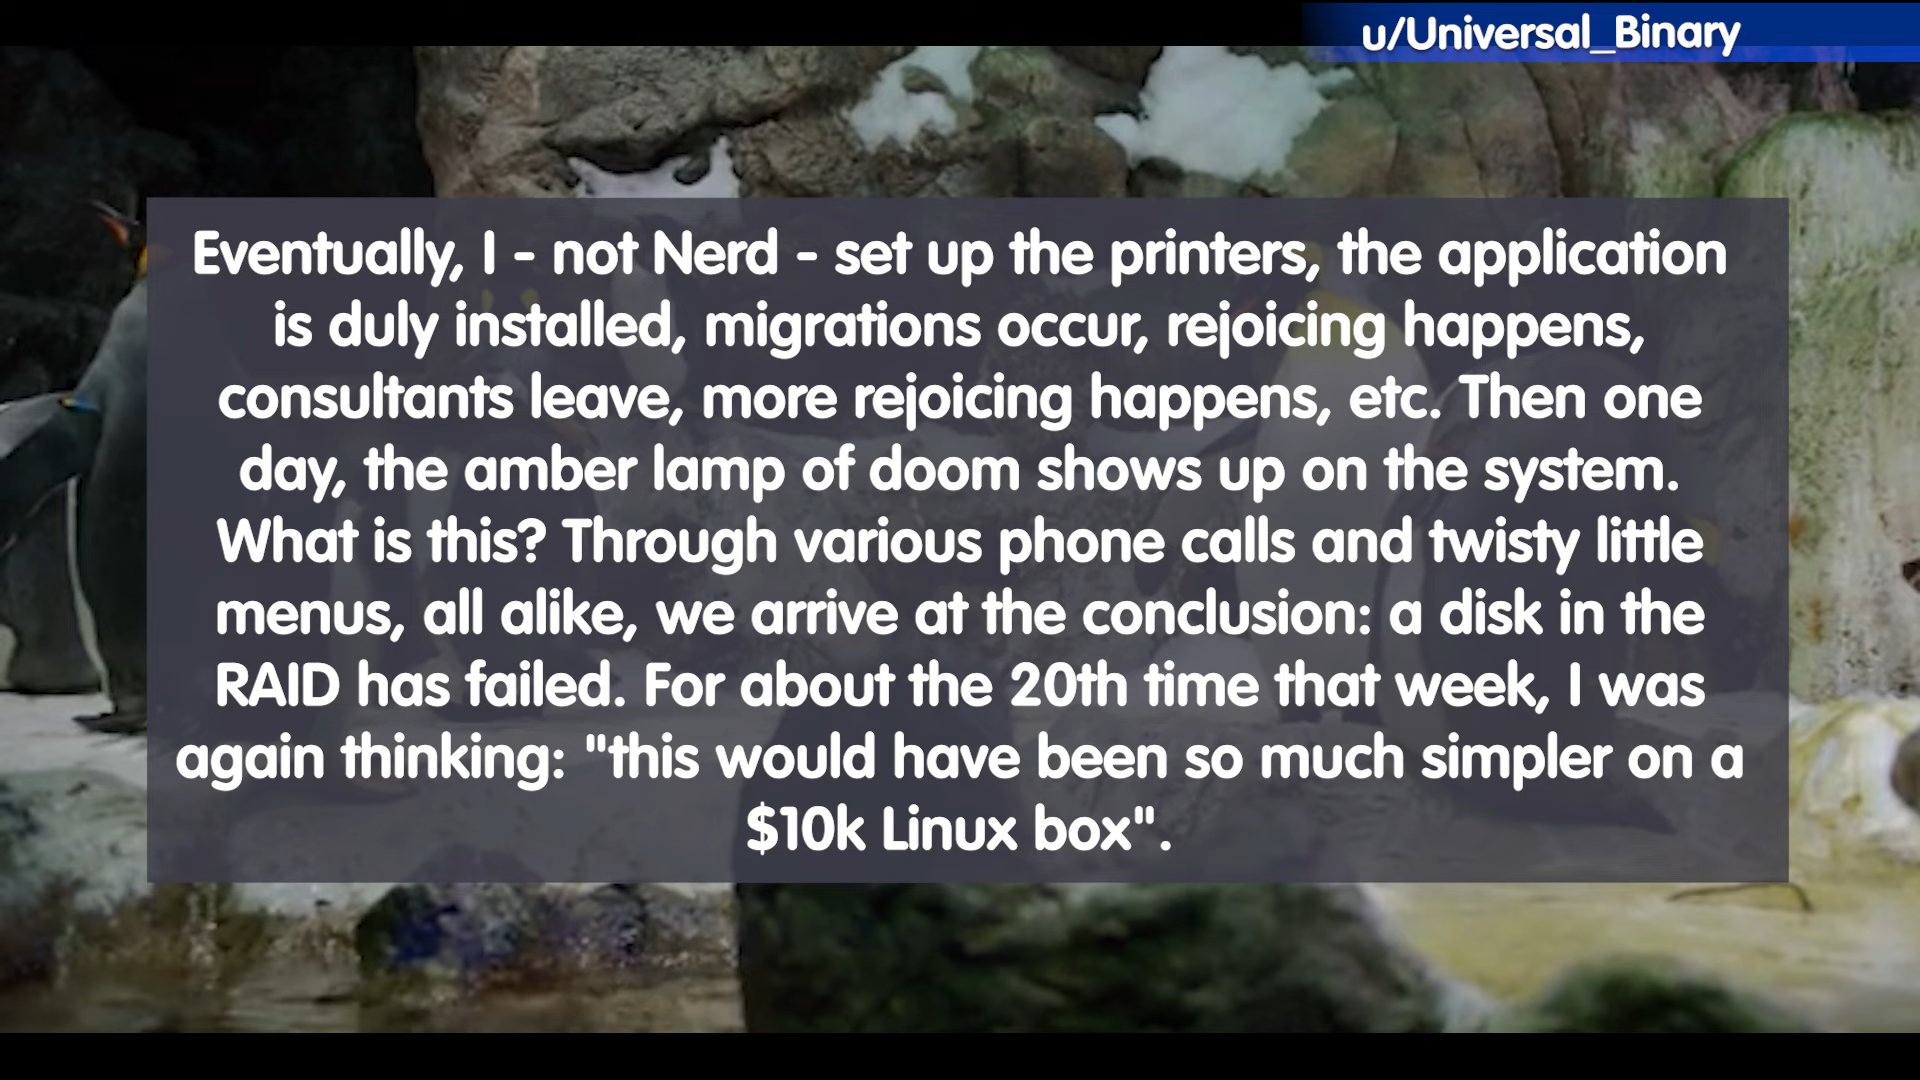 u/Universal_Binary
Eventually, I - not Nerd - set up the printers, the application
is duly installed, migrations occur, rejoicing happens,
consultants leave, more rejoicing happens, etc. Then one
day, the amber lamp of doom shows up on the system.
What is this? Through various phone calls and twisty little
menus, all alike, we arrive at the conclusion: a disk in the
RAID has failed. For about the 20th time that week, I was
again thinking: "this would have been so much simpler on a
$10k Linux box".